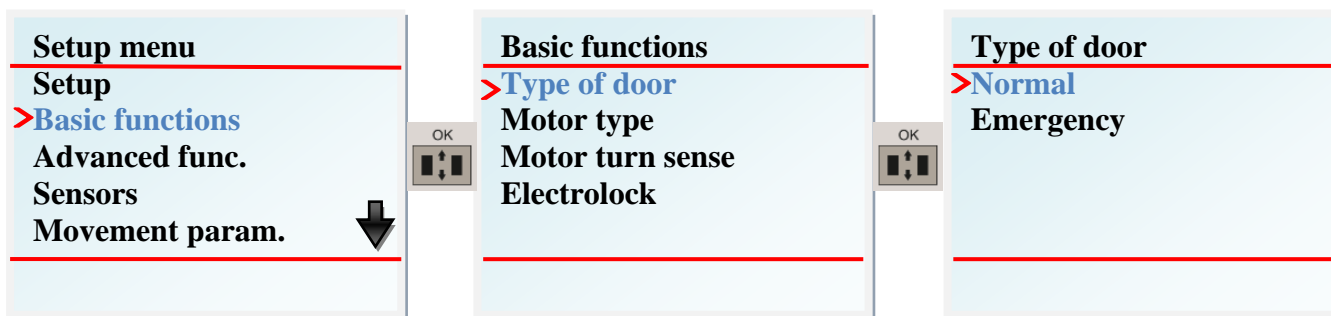 Setup menu
Setup
Basic functions
Advanced func.
Sensors
Movement param.
OK
Basic functions
Type of door
Motor type
Motor turn sense
Electrolock
OK
Type of door
Normal
Emergency